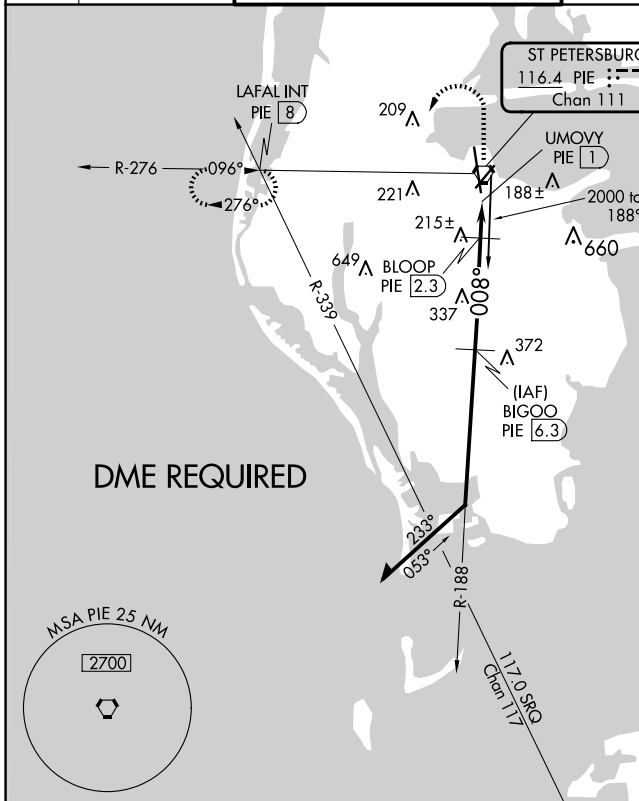 ST PETERSBURG
116.4 PIE
Chan 111
LAFAL INT
PIE 8
209
UMOVY
PIE 1
R-276
096°
276°
221
188±
2000 to
188°
215±
660
649
BLOOP
PIE 2.3
R-339
337
008°
372
(IAF)
BIGOO
PIE 6.3
DME REQUIRED
233°
053°
R-188
MSA PIE 25 NM
2700
117.0 SRQ
Chan 117